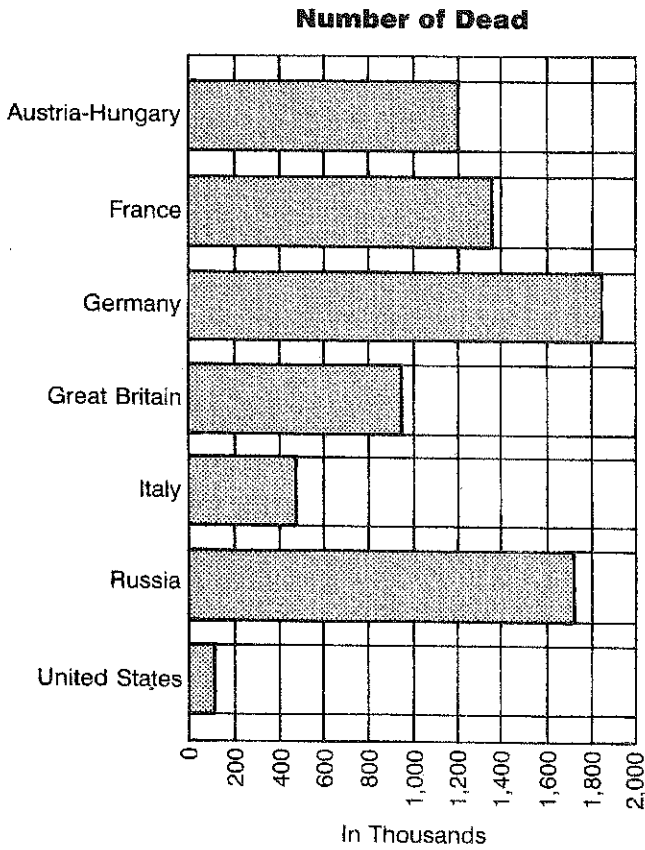 Number of Dead
Austria-Hungary
France
Germany
Great Britain
Italy
Russia
United States
0
200
400
600
800
1,000
1,200
1,400
1,600
1,800
2,000
In Thousands